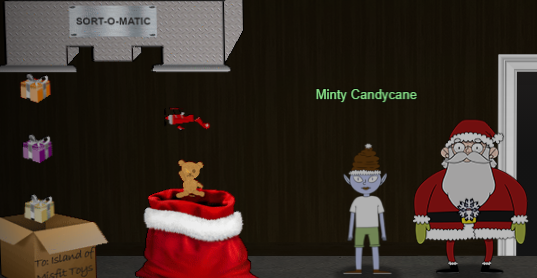 SORT-O-MATIC
Minty Candycane
To: Island of
Misfit Toys